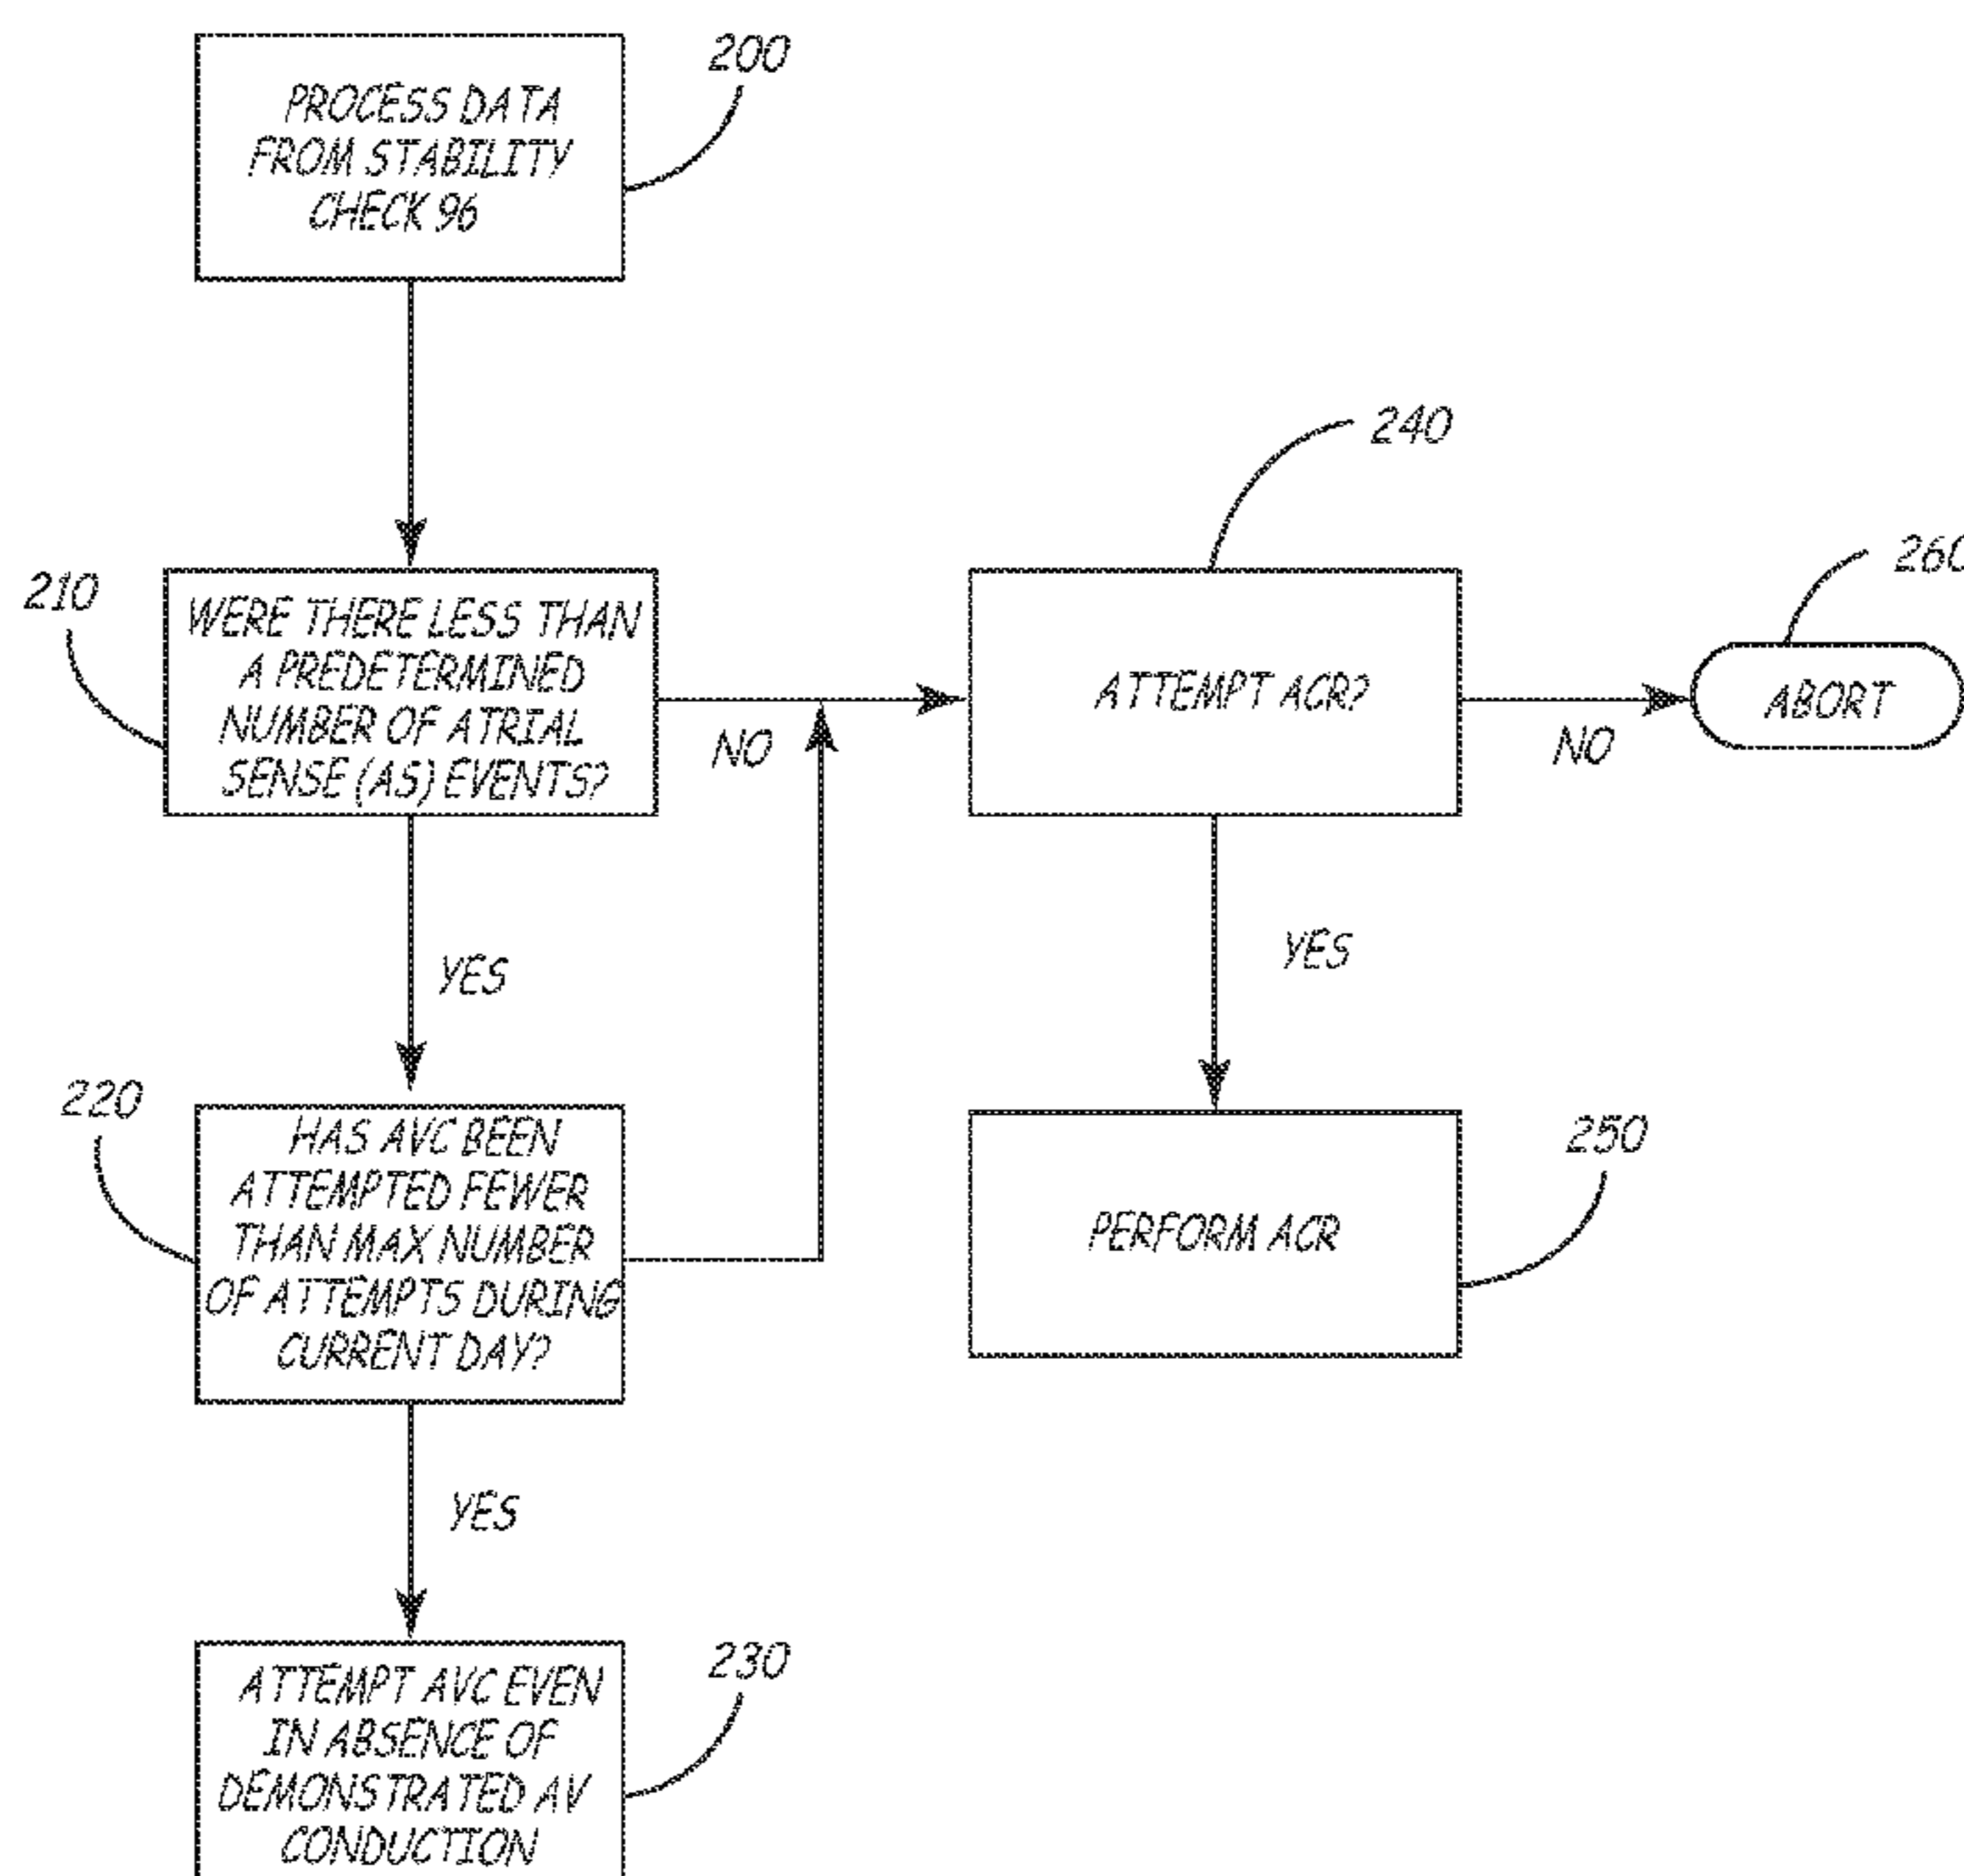 200
PROCESS DATA
FROM STABILITY
CHECK 96
210
WERE THERE LESS THAN
A PREDETERMINED
NUMBER OF ATRIAL
SENSE (AS) EVENTS?
NO
240
ATTEMPT ACR?
NO
260
ABORT
YES
YES
220
HAS AVC BEEN
ATTEMPTED FEWER
THAN MAX NUMBER
OF ATTEMPTS DURING
CURRENT DAY?
250
PERFORM ACR
YES
230
ATTEMPT AVC EVEN
IN ABSENCE OF
DEMONSTRATED AV
CONDUCTION